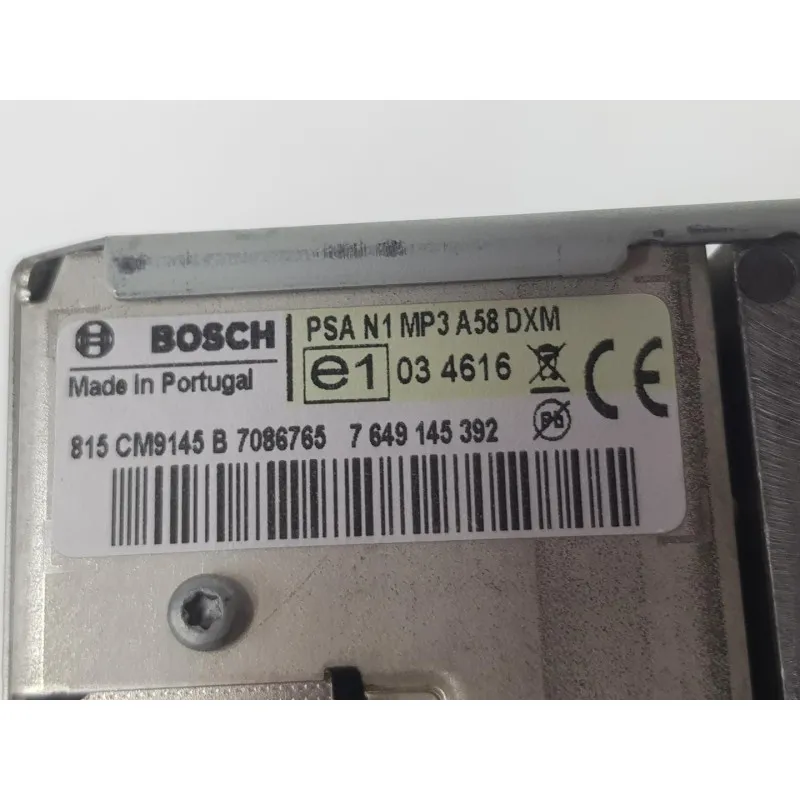 BOSCH
Made in Portugal
PSA N1 MP3 A58 DXM
e1 03 4616
CE
Pb
815 CM9145 B 7086765 7 649 145 392